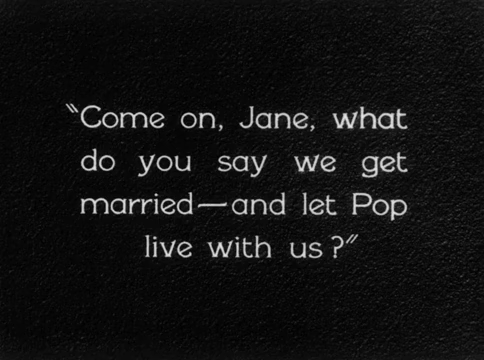 "Come on, Jane, what
do you say we get
married—and let Pop
live with us?"